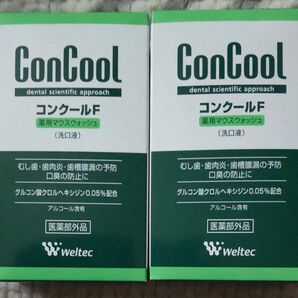 ConCool
dental scientific approach
コンクールF
薬用マウスウォッシュ
(洗口液)
むし歯・歯肉炎・歯槽膿漏の予防
口臭の防止に
グルコン酸クロルヘキシジン0.05%配合
アルコール含有
医薬部外品
Weltec
ConCool
dental scientific approach
コンクールF
薬用マウスウォッシュ
(洗口液)
むし歯・歯肉炎・歯槽膿漏の予防
口臭の防止に
グルコン酸クロルヘキシジン0.05%配合
アルコール含有
医薬部外品
Weltec